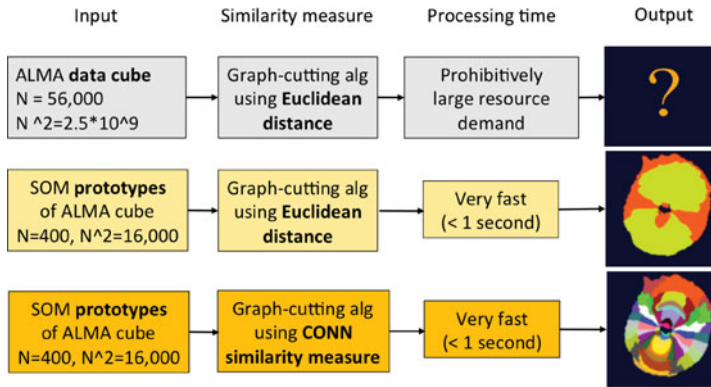 Input Similarity measure Processing time Output
ALMA data cube
N = 56,000
N ^2=2.5*10^9
Graph-cutting alg
using Euclidean
distance
Prohibitively
large resource
demand
?
SOM prototypes
of ALMA cube
N=400, N^2=16,000
Graph-cutting alg
using Euclidean
distance
Very fast
(< 1 second)
SOM prototypes
of ALMA cube
N=400, N^2=16,000
Graph-cutting alg
using CONN
similarity measure
Very fast
(< 1 second)